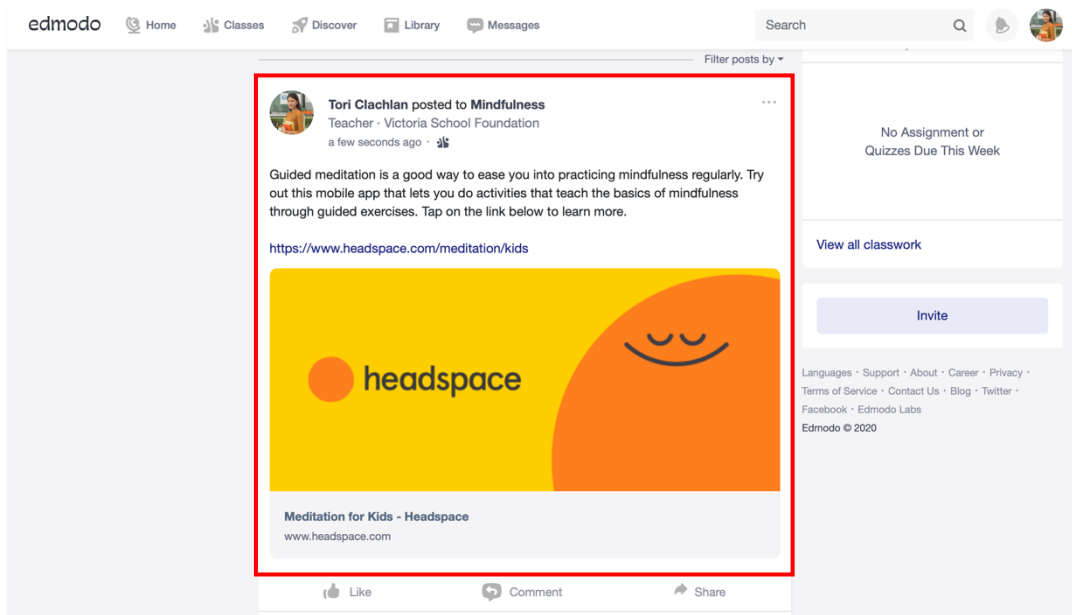 edmodo
Home
Classes
Discover
Library
Messages
Search
Filter posts by
Tori Clachlan posted to Mindfulness
Teacher · Victoria School Foundation
a few seconds ago ·
Guided meditation is a good way to ease you into practicing mindfulness regularly. Try
out this mobile app that lets you do activities that teach the basics of mindfulness
through guided exercises. Tap on the link below to learn more.
https://www.headspace.com/meditation/kids
headspace
Meditation for Kids - Headspace
www.headspace.com
Like
Comment
Share
No Assignment or
Quizzes Due This Week
View all classwork
Invite
Languages · Support · About · Career · Privacy ·
Terms of Service · Contact Us · Blog · Twitter ·
Facebook · Edmodo Labs
Edmodo © 2020